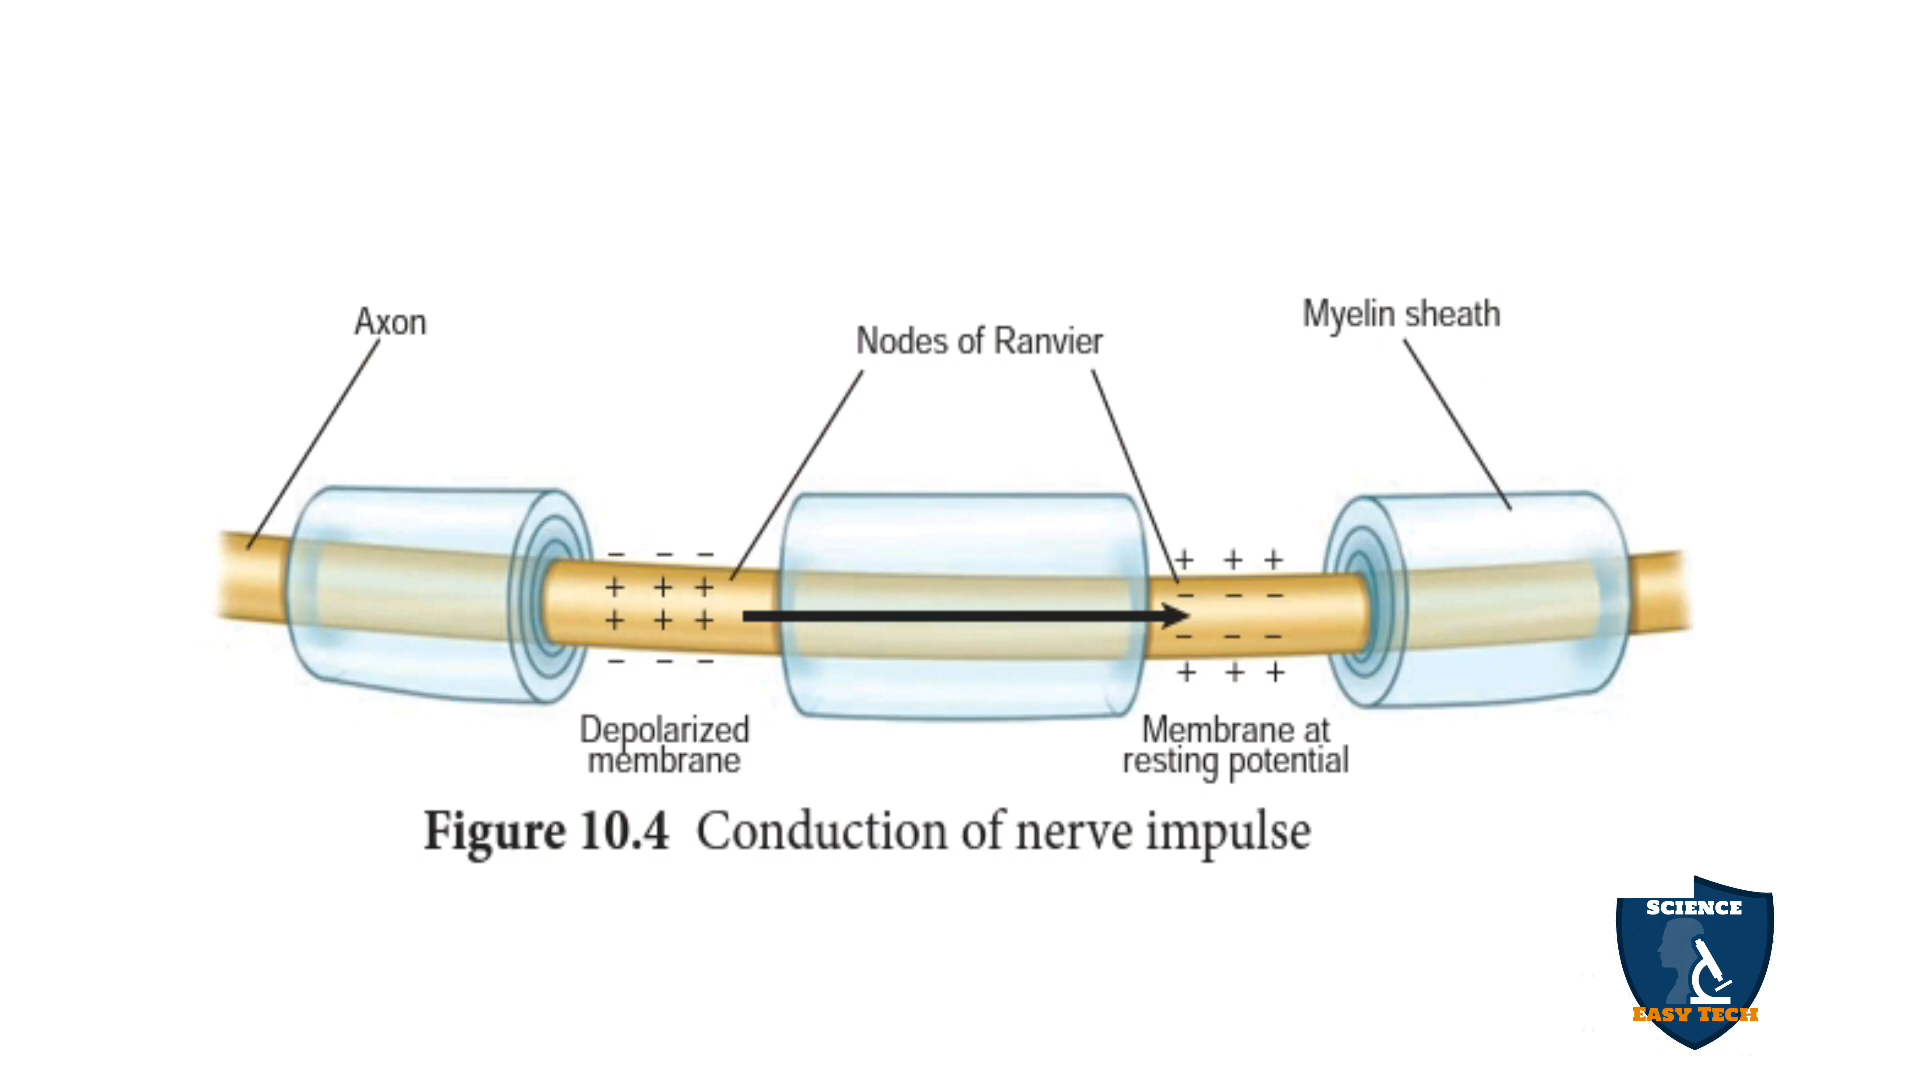 Axon
Nodes of Ranvier
Myelin sheath
− − −
+ + +
+ + +
− − −
+ + +
− − −
− − −
+ + +
Depolarized
membrane
Membrane at
resting potential
Figure 10.4 Conduction of nerve impulse
SCIENCE
EASY TECH